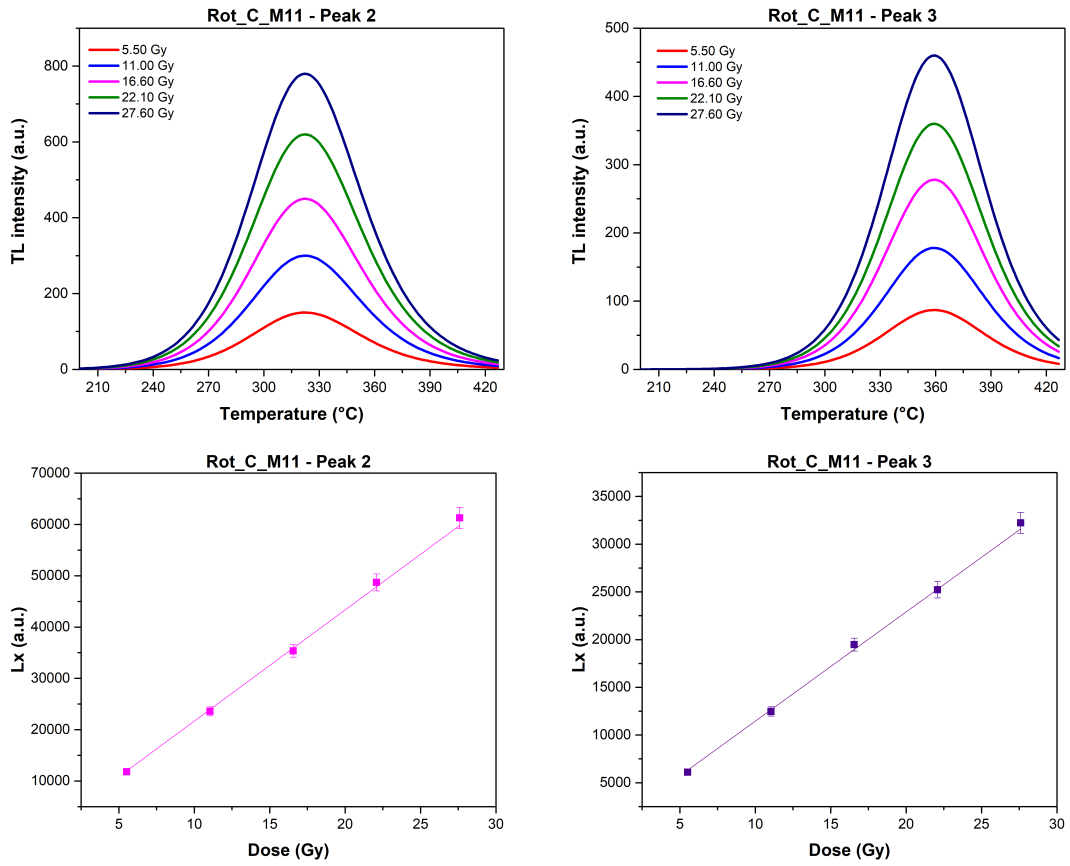 Rot_C_M11 - Peak 2
5.50 Gy
11.00 Gy
16.60 Gy
22.10 Gy
27.60 Gy
800
600
400
200
0
210 240 270 300 330 360 390 420
TL intensity (a.u.)
Temperature (°C)
Rot_C_M11 - Peak 3
5.50 Gy
11.00 Gy
16.60 Gy
22.10 Gy
27.60 Gy
500
400
300
200
100
0
210 240 270 300 330 360 390 420
TL intensity (a.u.)
Temperature (°C)
Rot_C_M11 - Peak 2
70000
60000
50000
40000
30000
20000
10000
5 10 15 20 25 30
Lx (a.u.)
Dose (Gy)
Rot_C_M11 - Peak 3
35000
30000
25000
20000
15000
10000
5000
5 10 15 20 25 30
Lx (a.u.)
Dose (Gy)